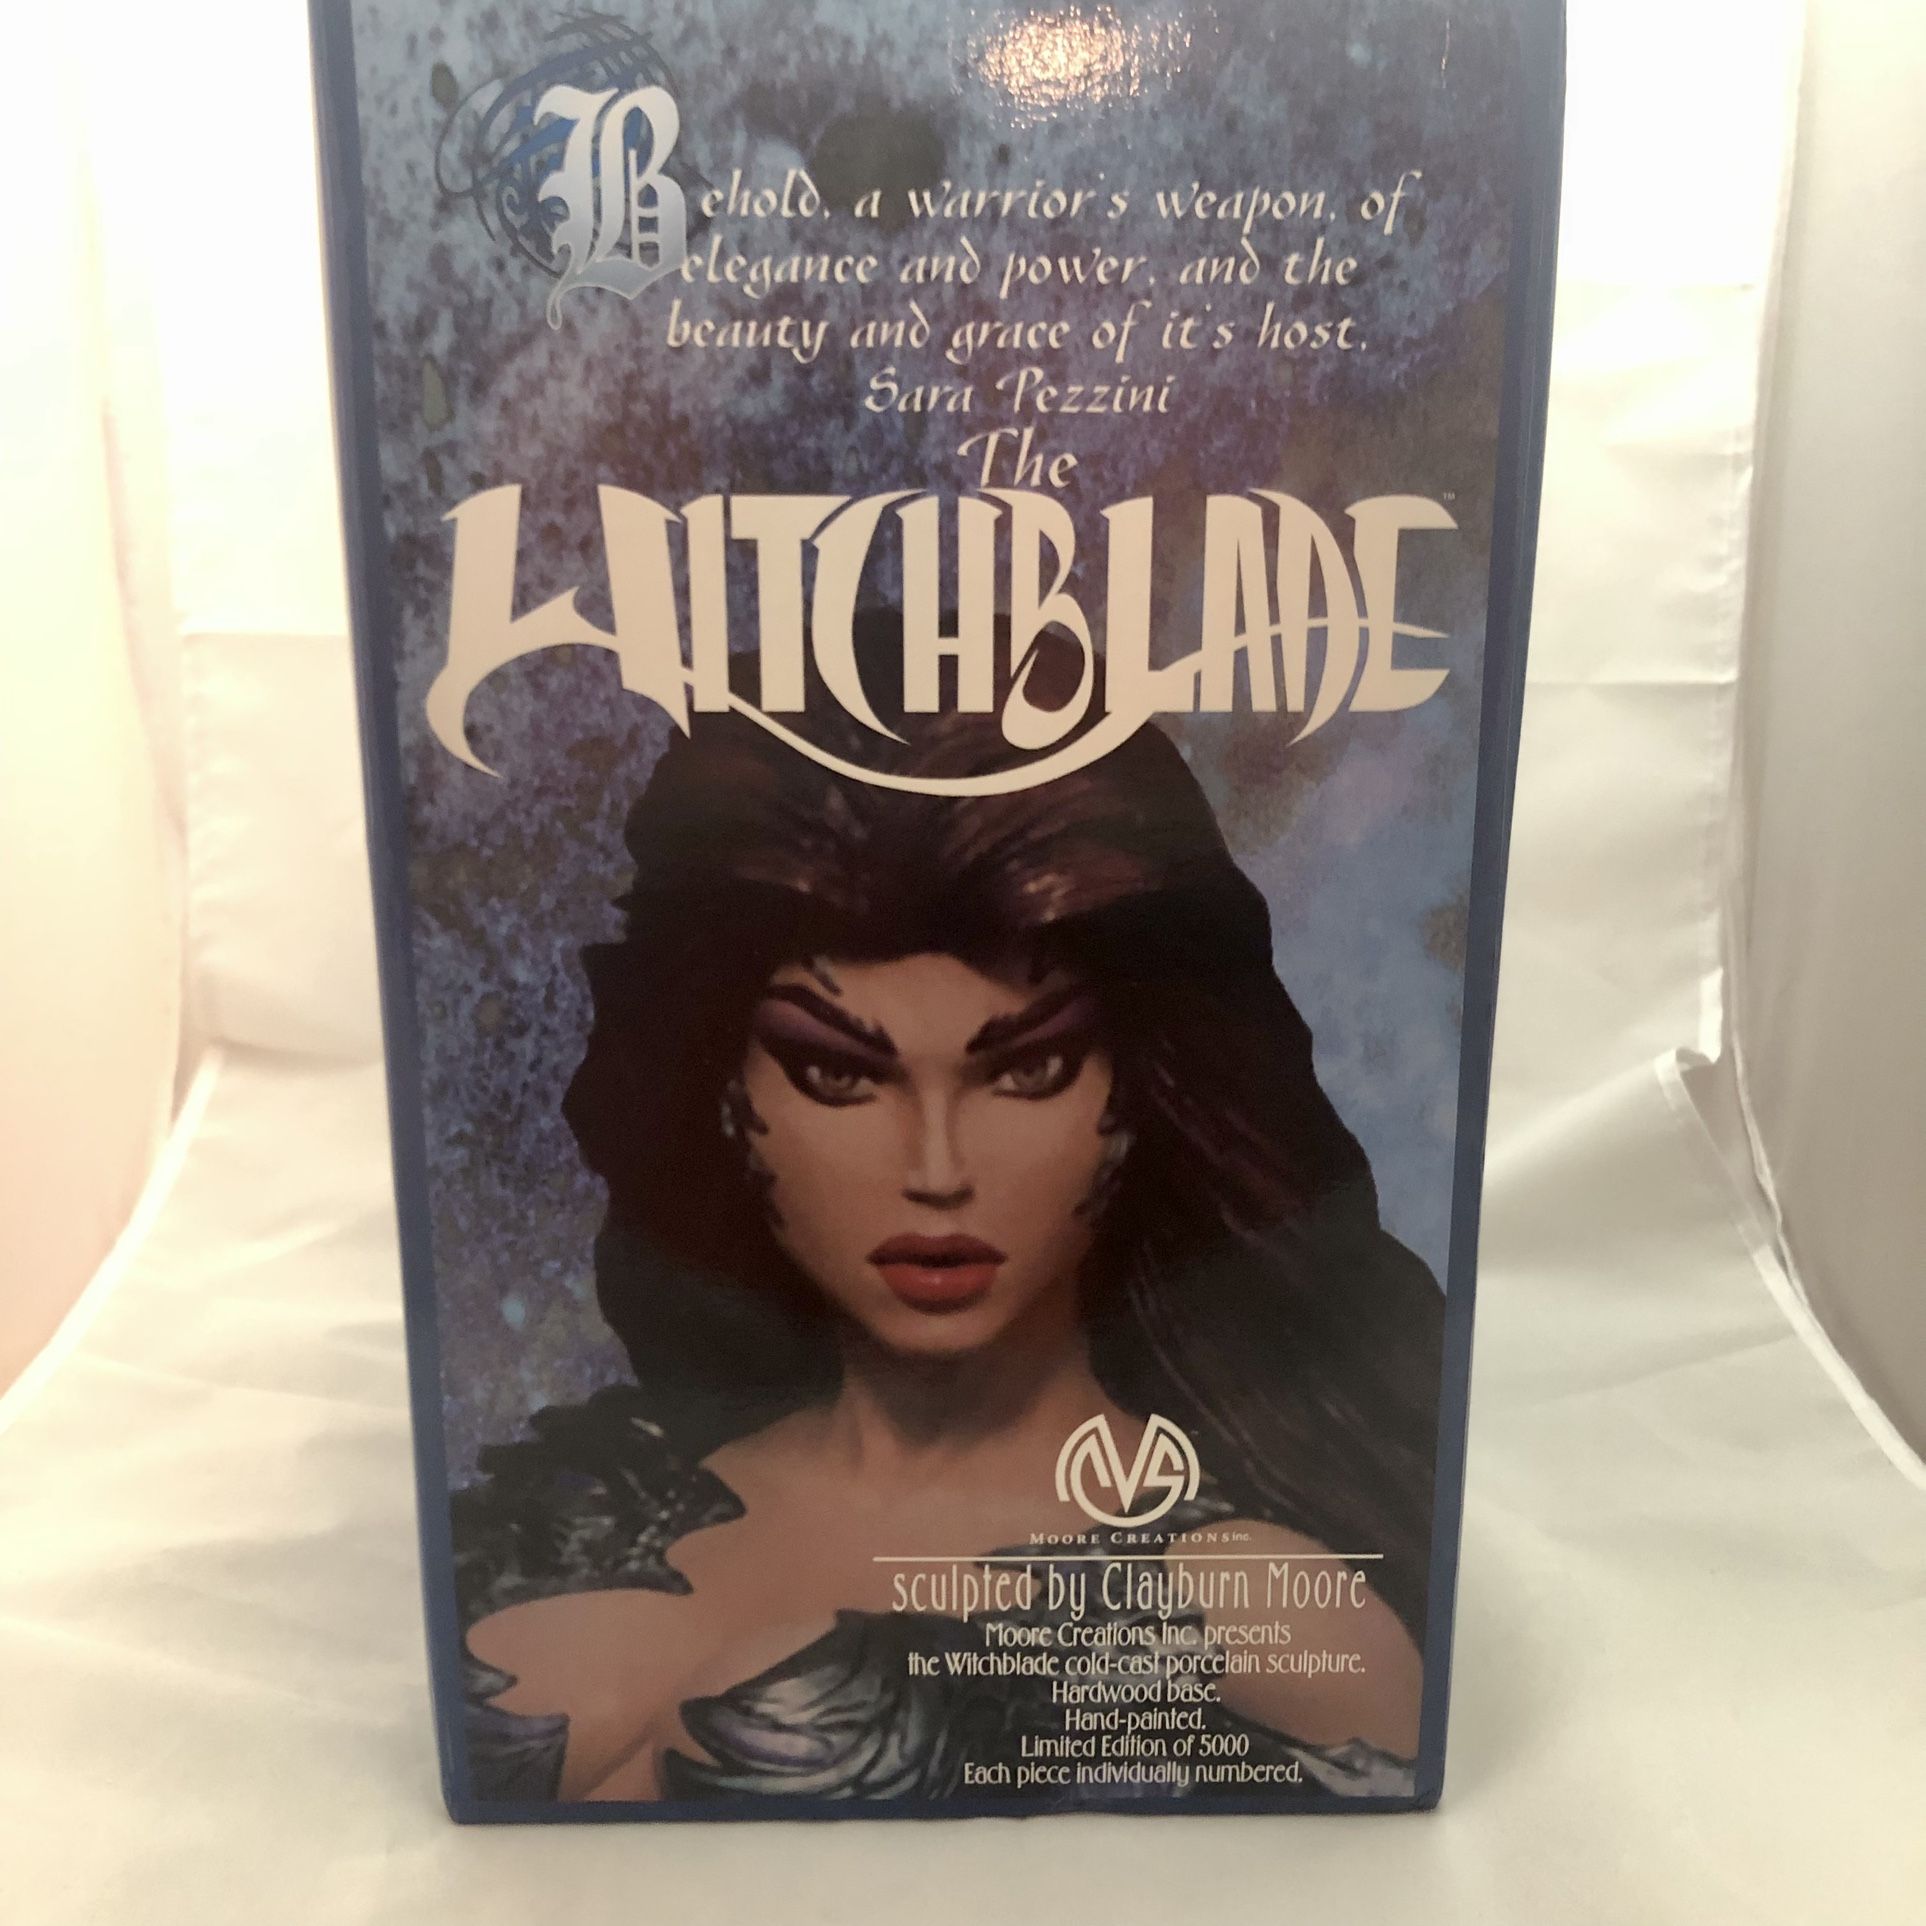 Behold, a warrior's weapon, of
elegance and power, and the
beauty and grace of it's host,
Sara Pezzini
The
WITCHBLADE™
MOORE CREATIONS inc.
sculpted by Clayburn Moore
Moore Creations Inc. presents
the Witchblade cold-cast porcelain sculpture.
Hardwood base.
Hand-painted.
Limited Edition of 5000
Each piece individually numbered.